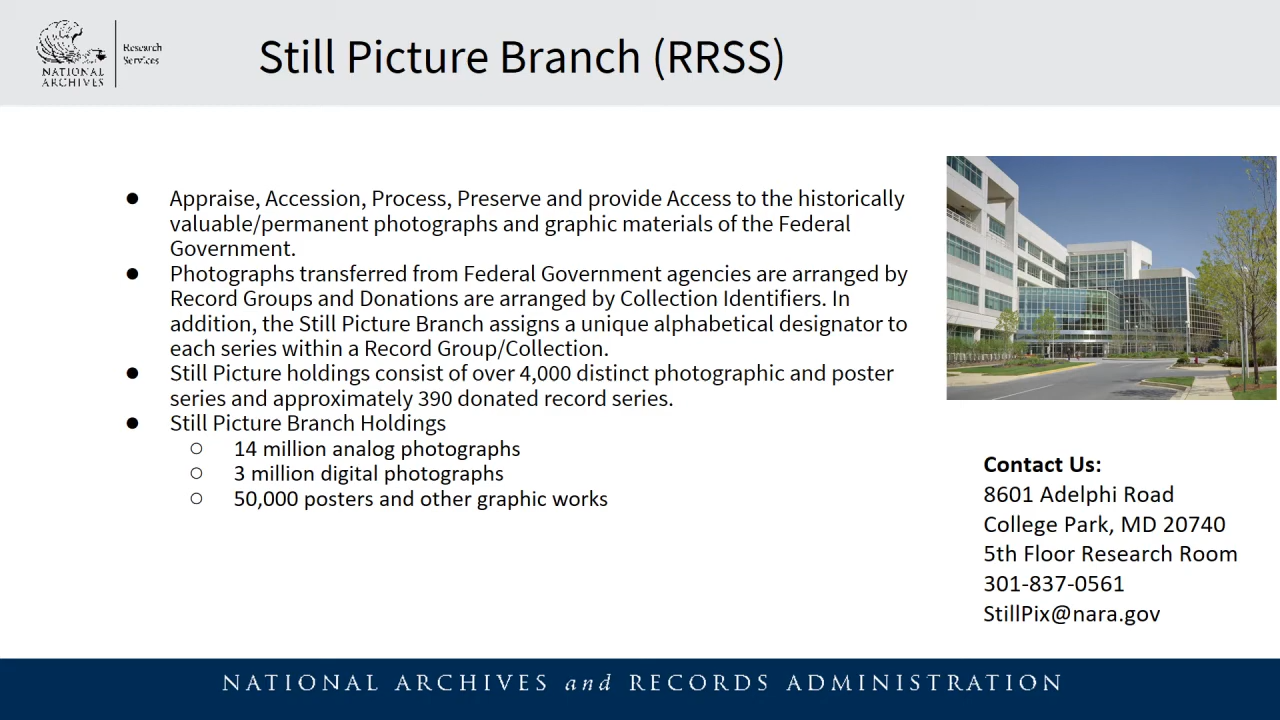 NATIONAL
ARCHIVES
Research
Services
Still Picture Branch (RRSS)
● Appraise, Accession, Process, Preserve and provide Access to the historically
valuable/permanent photographs and graphic materials of the Federal
Government.
● Photographs transferred from Federal Government agencies are arranged by
Record Groups and Donations are arranged by Collection Identifiers. In
addition, the Still Picture Branch assigns a unique alphabetical designator to
each series within a Record Group/Collection.
● Still Picture holdings consist of over 4,000 distinct photographic and poster
series and approximately 390 donated record series.
● Still Picture Branch Holdings
○ 14 million analog photographs
○ 3 million digital photographs
○ 50,000 posters and other graphic works
Contact Us:
8601 Adelphi Road
College Park, MD 20740
5th Floor Research Room
301-837-0561
StillPix@nara.gov
NATIONAL ARCHIVES and RECORDS ADMINISTRATION